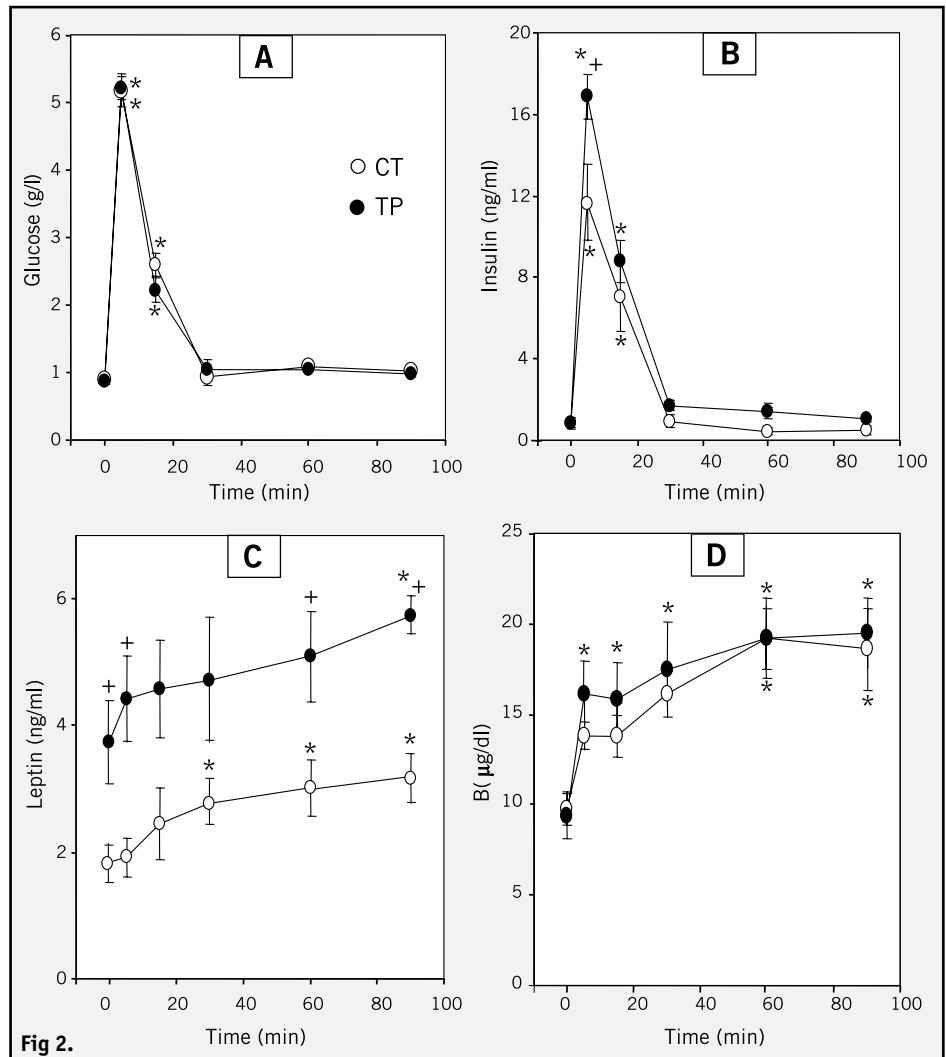 A
Glucose (g/l)
6
5
4
3
2
1
0
CT
TP
*
*
*
*
0 20 40 60 80 100
Time (min)
B
Insulin (ng/ml)
20
16
12
8
4
0
* +
*
*
*
0 20 40 60 80 100
Time (min)
C
Leptin (ng/ml)
6
4
2
0
+
+
+
* +
*
*
*
0 20 40 60 80 100
Time (min)
D
B( µg/dl)
25
20
15
10
5
0
*
*
*
*
*
*
*
0 20 40 60 80 100
Time (min)
Fig 2.